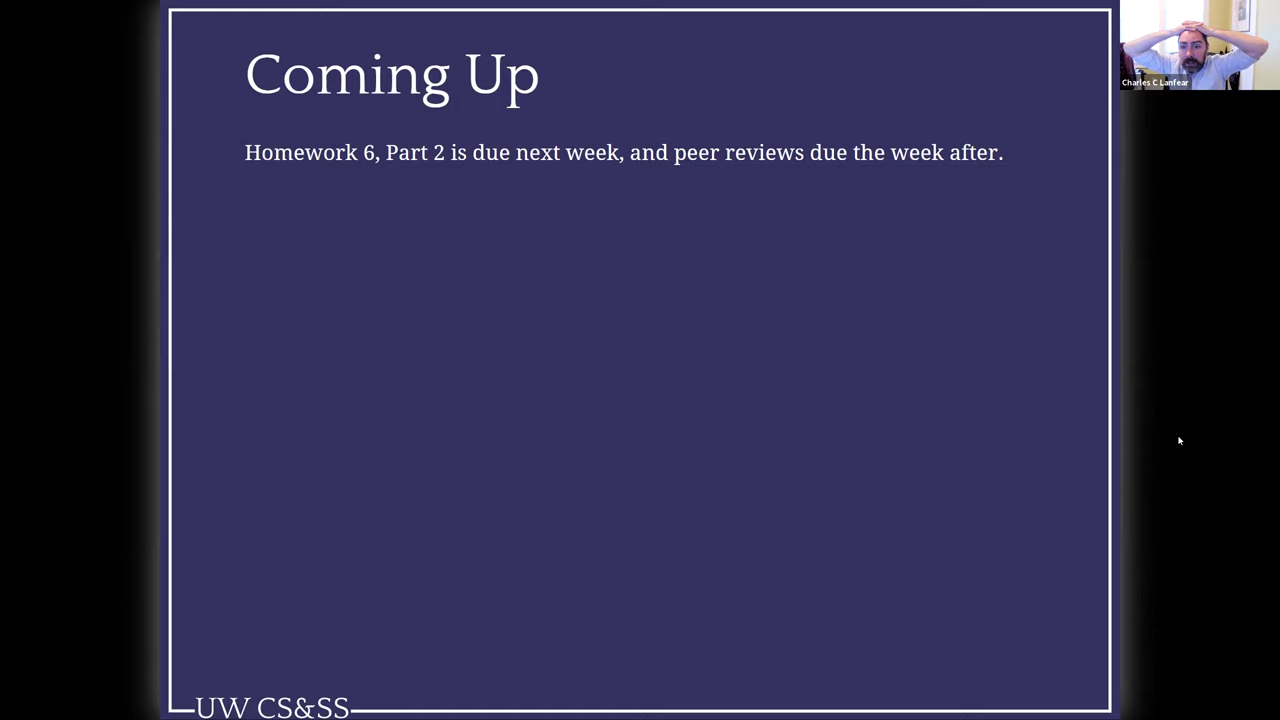 Coming Up
Charles C Lanfear
Homework 6, Part 2 is due next week, and peer reviews due the week after.
UW CS&SS